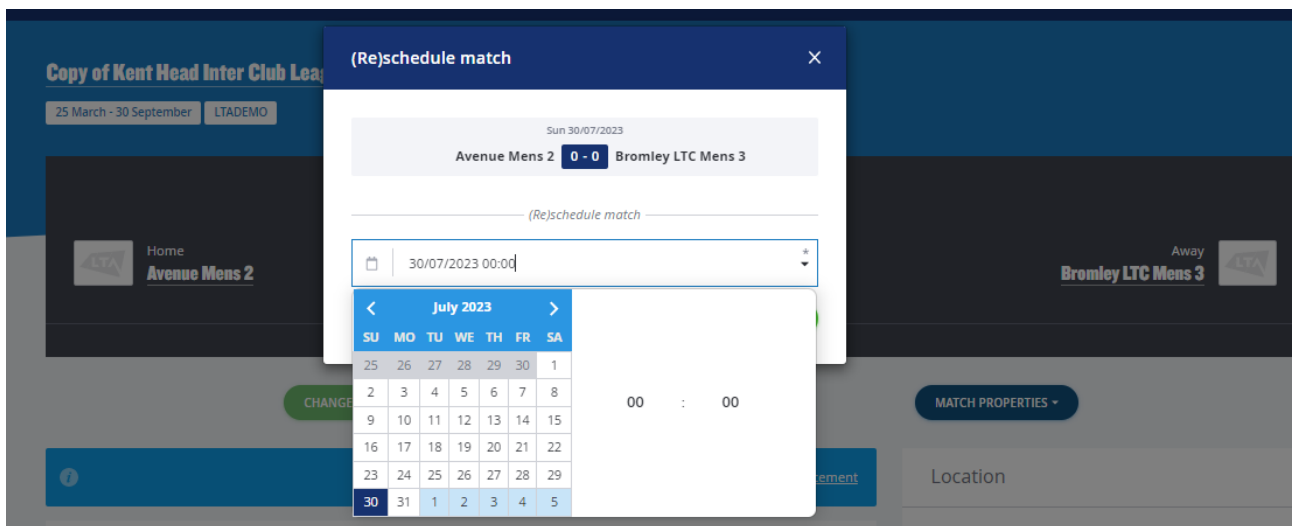 (Re)schedule match
Copy of Kent Head Inter Club Lea
25 March - 30 September LTADEMO
Sun 30/07/2023
Avenue Mens 2 0 - 0 Bromley LTC Mens 3
(Re)schedule match
LTA Home
Avenue Mens 2
30/07/2023 00:00 *
Away LTA
Bromley LTC Mens 3
July 2023
SU MO TU WE TH FR SA
25 26 27 28 29 30 1
2 3 4 5 6 7 8
9 10 11 12 13 14 15
16 17 18 19 20 21 22
23 24 25 26 27 28 29
30 31 1 2 3 4 5
00 : 00
CHANGE
MATCH PROPERTIES
i
cement
Location